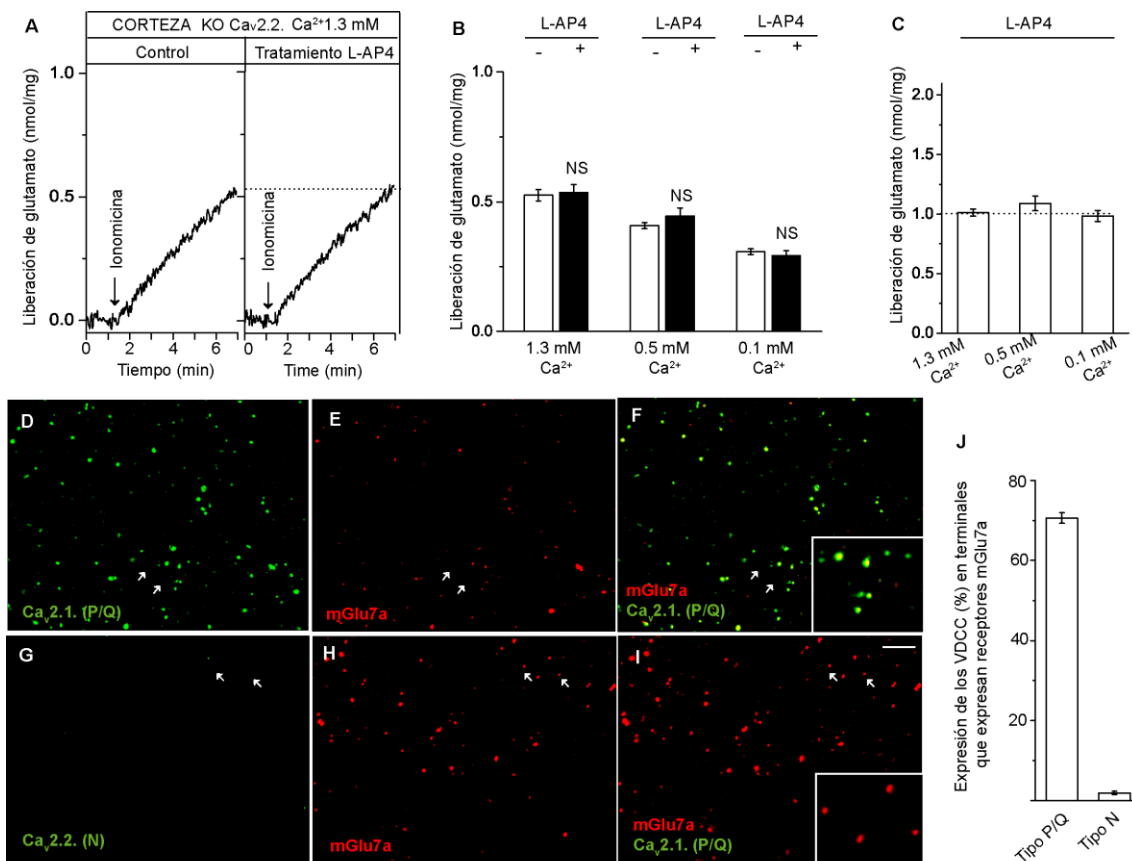 A
CORTEZA KO Cav2.2. Ca²⁺1.3 mM
Control
Tratamiento L-AP4
Liberación de glutamato (nmol/mg)
1.0
0.5
0.0
Ionomicina
Ionomicina
0 2 4 6
0 2 4 6
Tiempo (min)
Time (min)
B
L-AP4
L-AP4
L-AP4
- +
- +
- +
Liberación de glutamato (nmol/mg)
1.0
0.5
0.0
NS
NS
NS
1.3 mM
Ca²⁺
0.5 mM
Ca²⁺
0.1 mM
Ca²⁺
C
L-AP4
Liberación de glutamato (nmol/mg)
2.0
1.5
1.0
0.5
0.0
1.3 mM
Ca²⁺
0.5 mM
Ca²⁺
0.1 mM
Ca²⁺
D
Cav2.1. (P/Q)
E
mGlu7a
F
mGlu7a
Cav2.1. (P/Q)
G
Cav2.2. (N)
H
mGlu7a
I
mGlu7a
Cav2.1. (P/Q)
J
Expresión de los VDCC (%) en terminales
que expresan receptores mGlu7a
80
60
40
20
Tipo P/Q
Tipo N